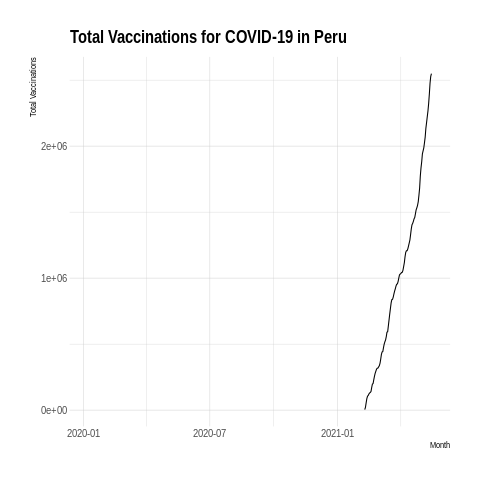 Total Vaccinations for COVID-19 in Peru
Total Vaccinations
2e+06
1e+06
0e+00
2020-01 2020-07 2021-01
Month